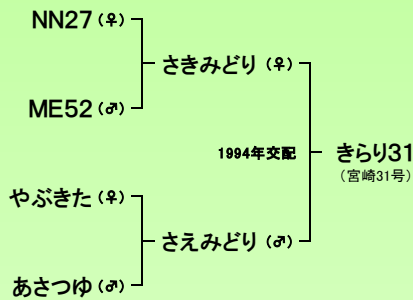 NN27（♀）
さきみどり（♀）
ME52（♂）
1994年交配
きらり31
（宮崎31号）
やぶきた（♀）
さえみどり（♂）
あさつゆ（♂）